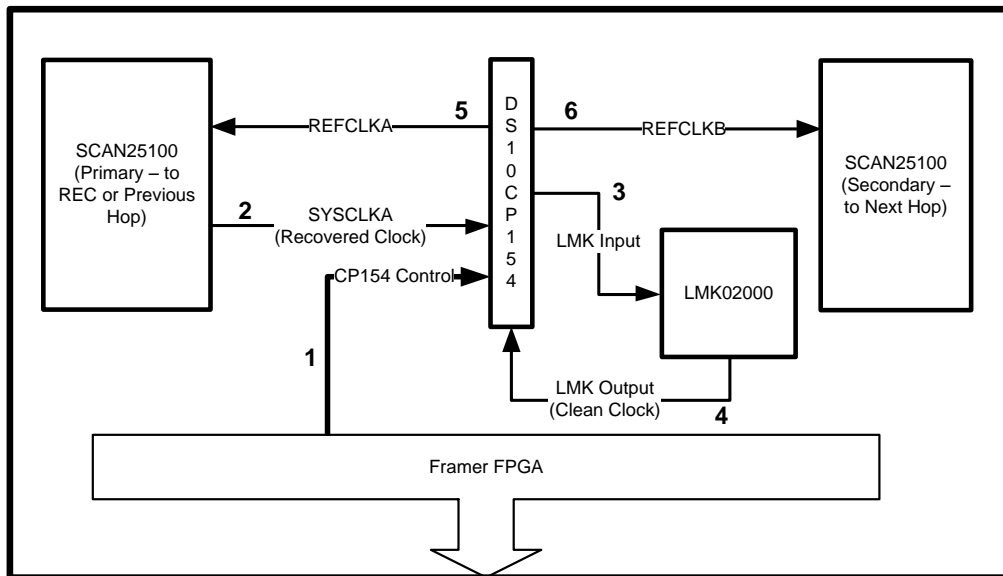 SCAN25100
(Primary – to
REC or Previous
Hop)
5
REFCLKA
2
SYSCLKA
(Recovered Clock)
CP154 Control
1
D
S
1
0
C
P
1
5
4
6
REFCLKB
3
LMK Input
LMK02000
LMK Output
(Clean Clock)
4
SCAN25100
(Secondary –
to Next Hop)
Framer FPGA